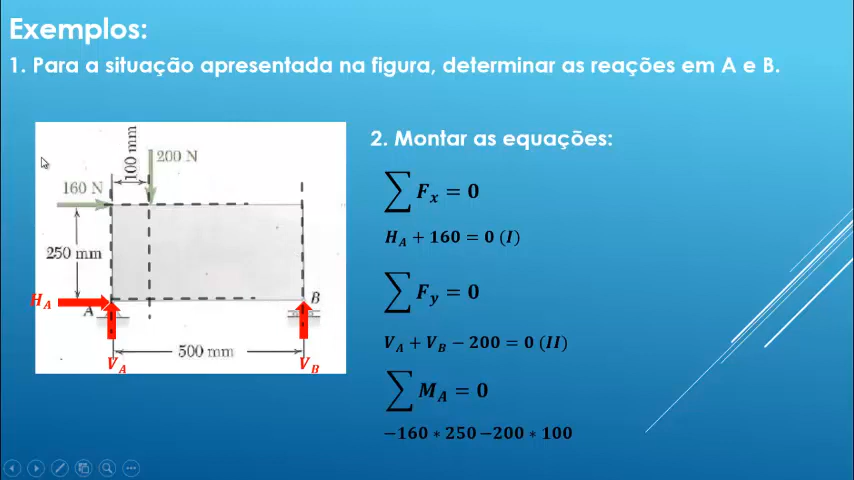 Exemplos:
1. Para a situação apresentada na figura, determinar as reações em A e B.
2. Montar as equações:
100 mm
200 N
160 N
250 mm
H_A
A
B
500 mm
V_A
V_B
∑ F_x = 0
H_A + 160 = 0 (I)
∑ F_y = 0
V_A + V_B − 200 = 0 (II)
∑ M_A = 0
−160 ∗ 250 −200 ∗ 100